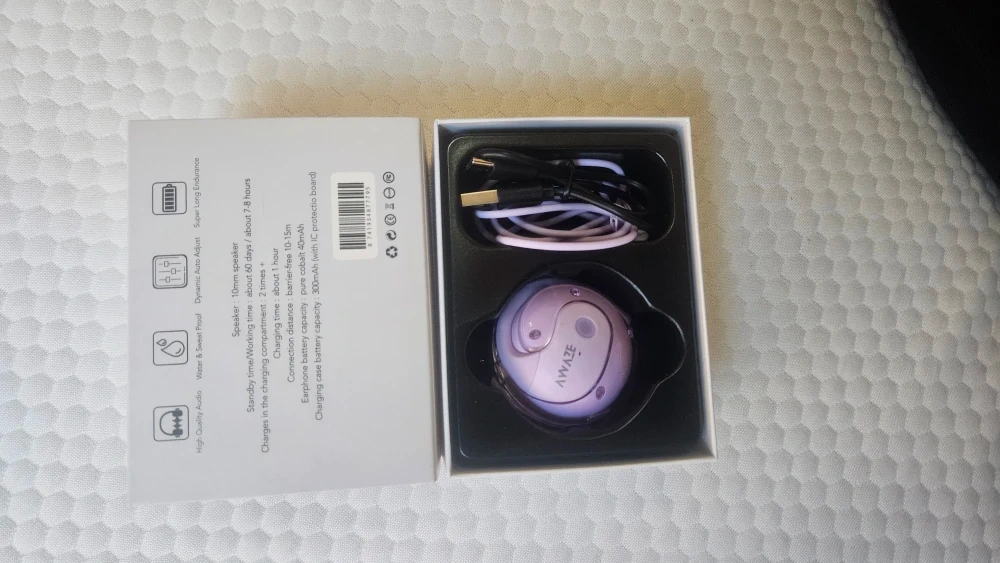 High Quality Audio
Water & Sweat Proof
Dynamic Auto Adjust
Super Long Endurance
Speaker : 10mm speaker
Standby time/Working time : about 60 days / about 7-8 hours
Charges in the charging compartment : 2 times +
Charging time : about 1 hour
Connection distance : barrier-free 10-15m
Earphone battery capacity : pure cobalt 40mAh
Charging case battery capacity : 300mAh (with IC protectio board)
AWAZE